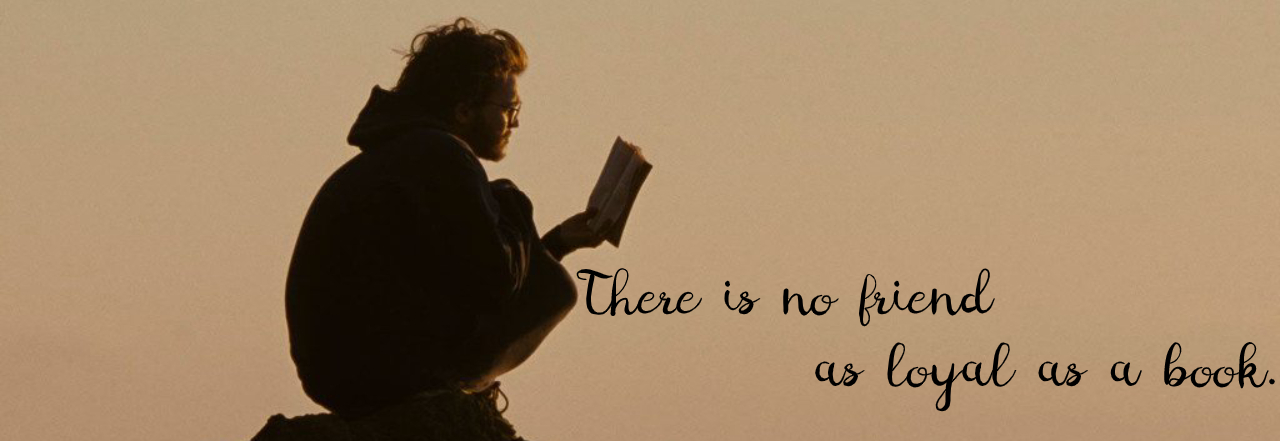 There is no friend
as loyal as a book.